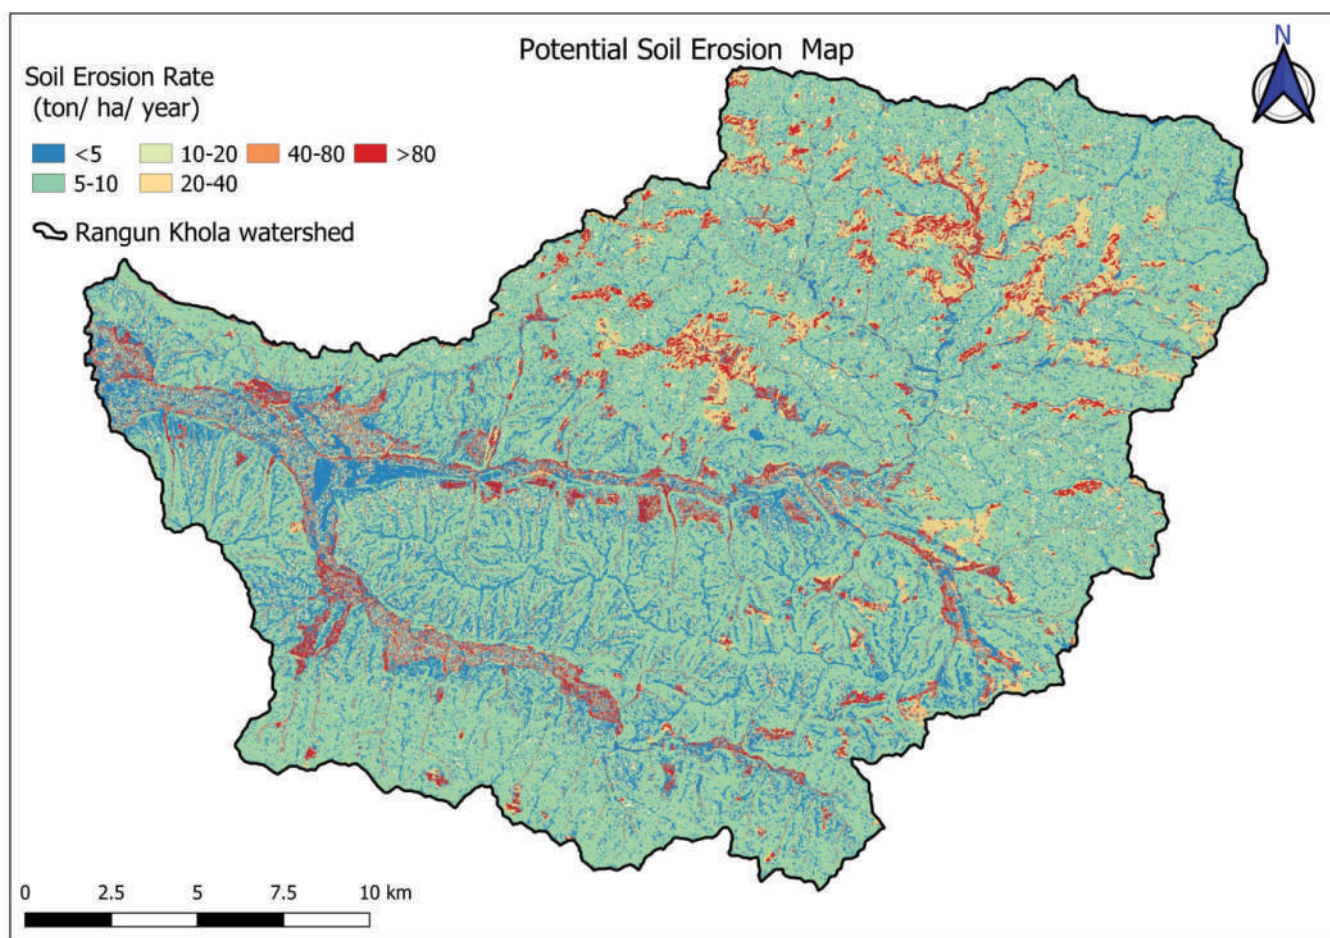 Potential Soil Erosion Map
N
Soil Erosion Rate
(ton/ ha/ year)
<5 10-20 40-80 >80
5-10 20-40
Rangun Khola watershed
0 2.5 5 7.5 10 km